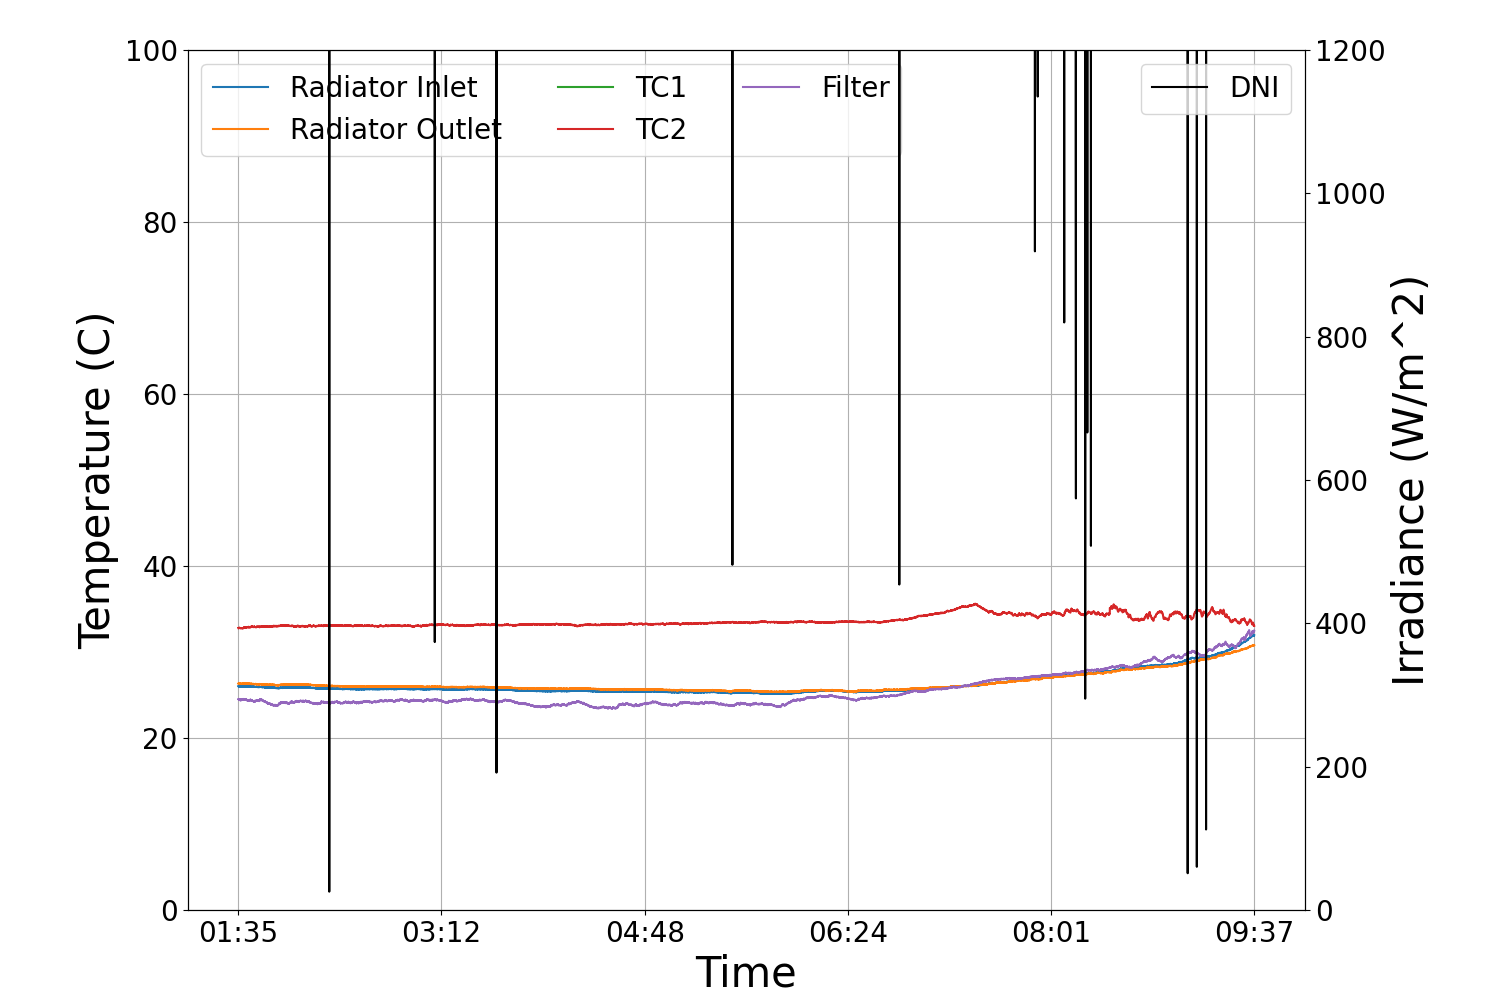 Radiator Inlet
Radiator Outlet
TC1
TC2
Filter
DNI
Temperature (C)
100
80
60
40
20
0
Irradiance (W/m^2)
1200
1000
800
600
400
200
0
01:35 03:12 04:48 06:24 08:01 09:37
Time